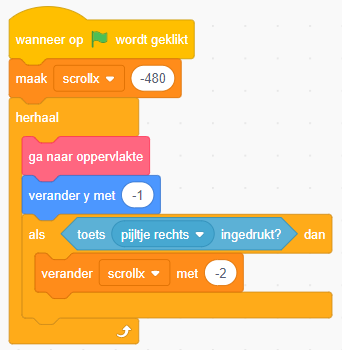 wanneer op wordt geklikt
maak scrollx -480
herhaal
ga naar oppervlakte
verander y met -1
als toets pijltje rechts ingedrukt? dan
verander scrollx met -2